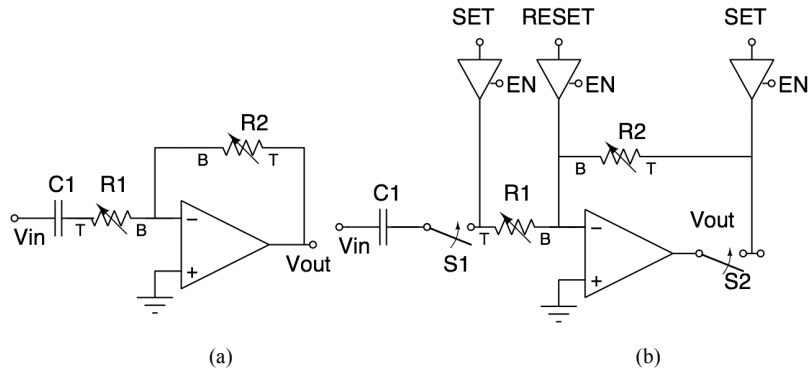 SET RESET SET
EN EN EN
R2
B T
C1 R1
Vin T B
−
+
Vout
(a)
R2
B T
C1 R1 Vout
Vin T B
S1 S2
−
+
(b)